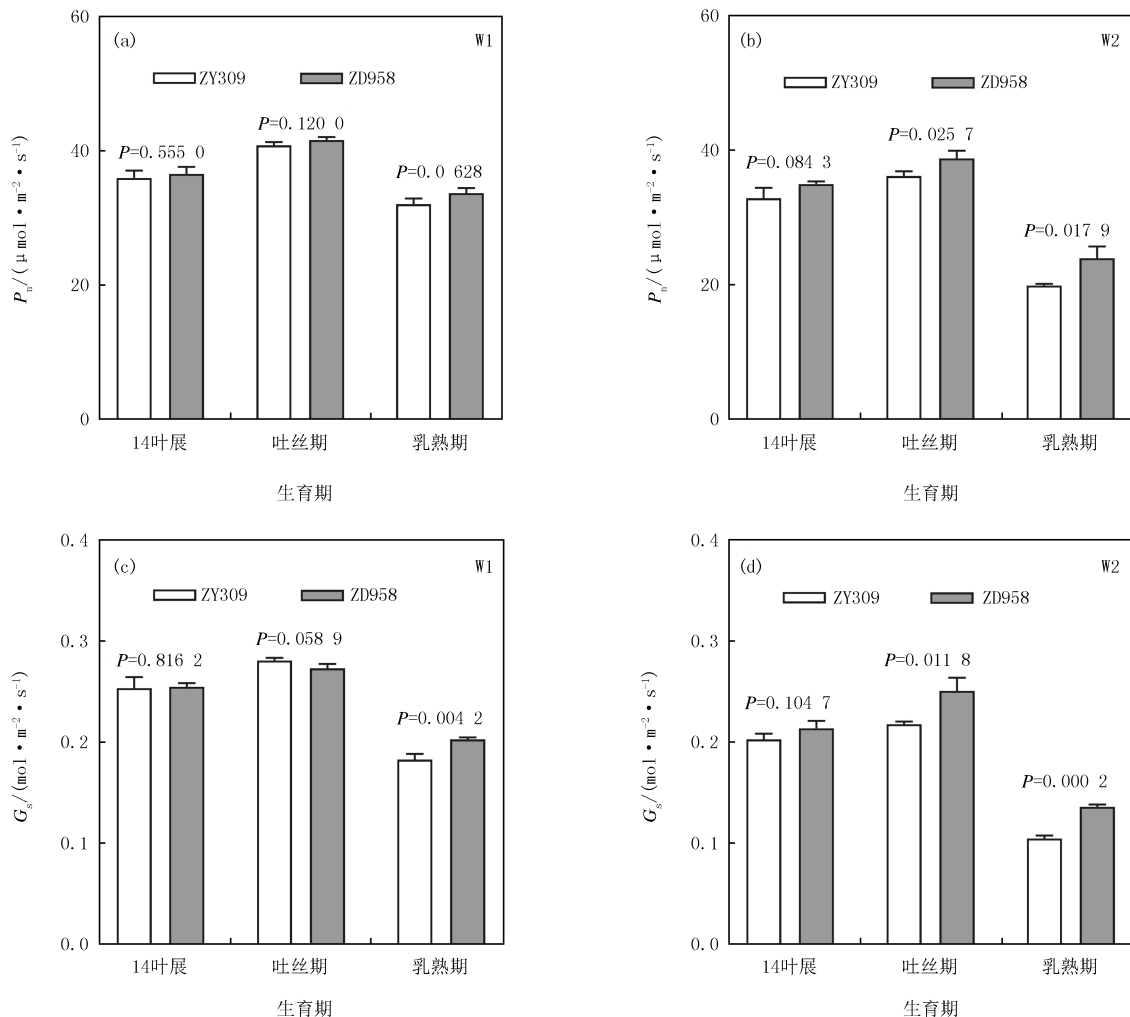 60
(a)
W1
ZY309
ZD958
P=0.120 0
P=0.555 0
P=0.0 628
40
20
0
Pn/(μmol·m⁻²·s⁻¹)
14叶展
吐丝期
乳熟期
生育期
60
(b)
W2
ZY309
ZD958
P=0.025 7
P=0.084 3
P=0.017 9
40
20
0
Pn/(μmol·m⁻²·s⁻¹)
14叶展
吐丝期
乳熟期
生育期
0.4
(c)
W1
ZY309
ZD958
P=0.058 9
P=0.816 2
P=0.004 2
0.3
0.2
0.1
0.0
Gs/(mol·m⁻²·s⁻¹)
14叶展
吐丝期
乳熟期
生育期
0.4
(d)
W2
ZY309
ZD958
P=0.011 8
P=0.104 7
P=0.000 2
0.3
0.2
0.1
0.0
Gs/(mol·m⁻²·s⁻¹)
14叶展
吐丝期
乳熟期
生育期